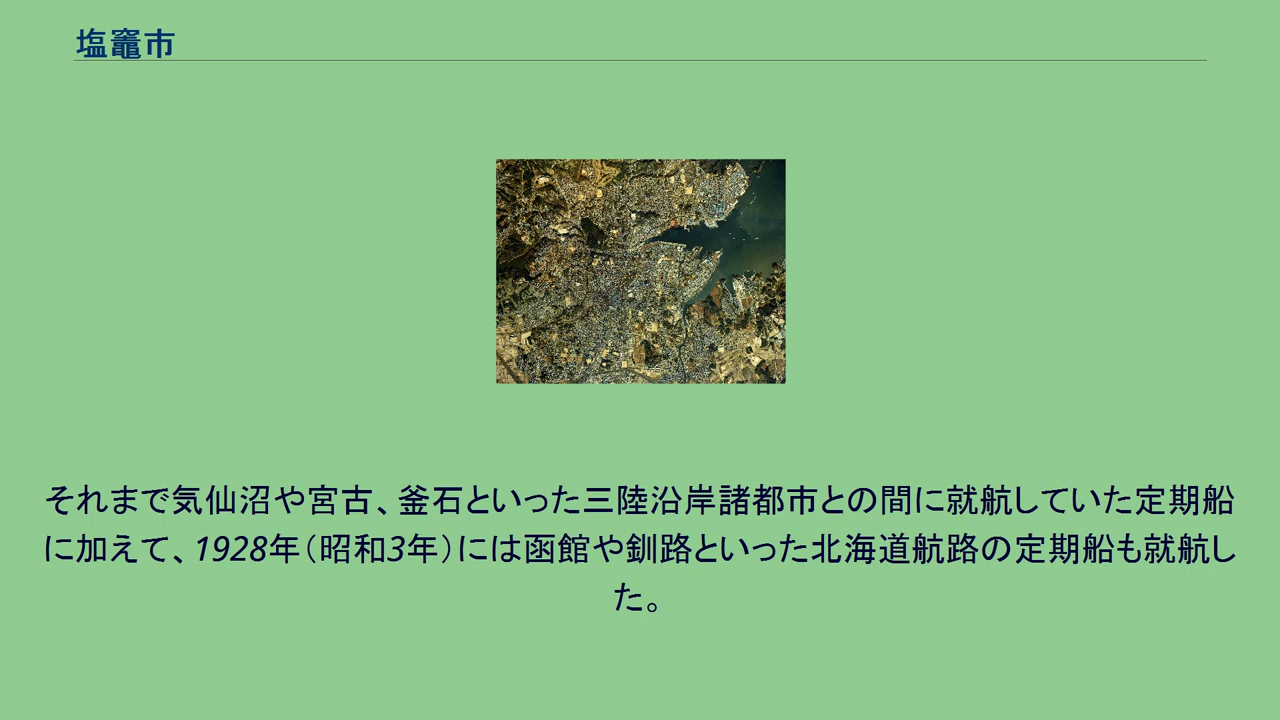 塩竈市
それまで気仙沼や宮古、釜石といった三陸沿岸諸都市との間に就航していた定期船
に加えて、1928年（昭和3年）には函館や釧路といった北海道航路の定期船も就航し
た。